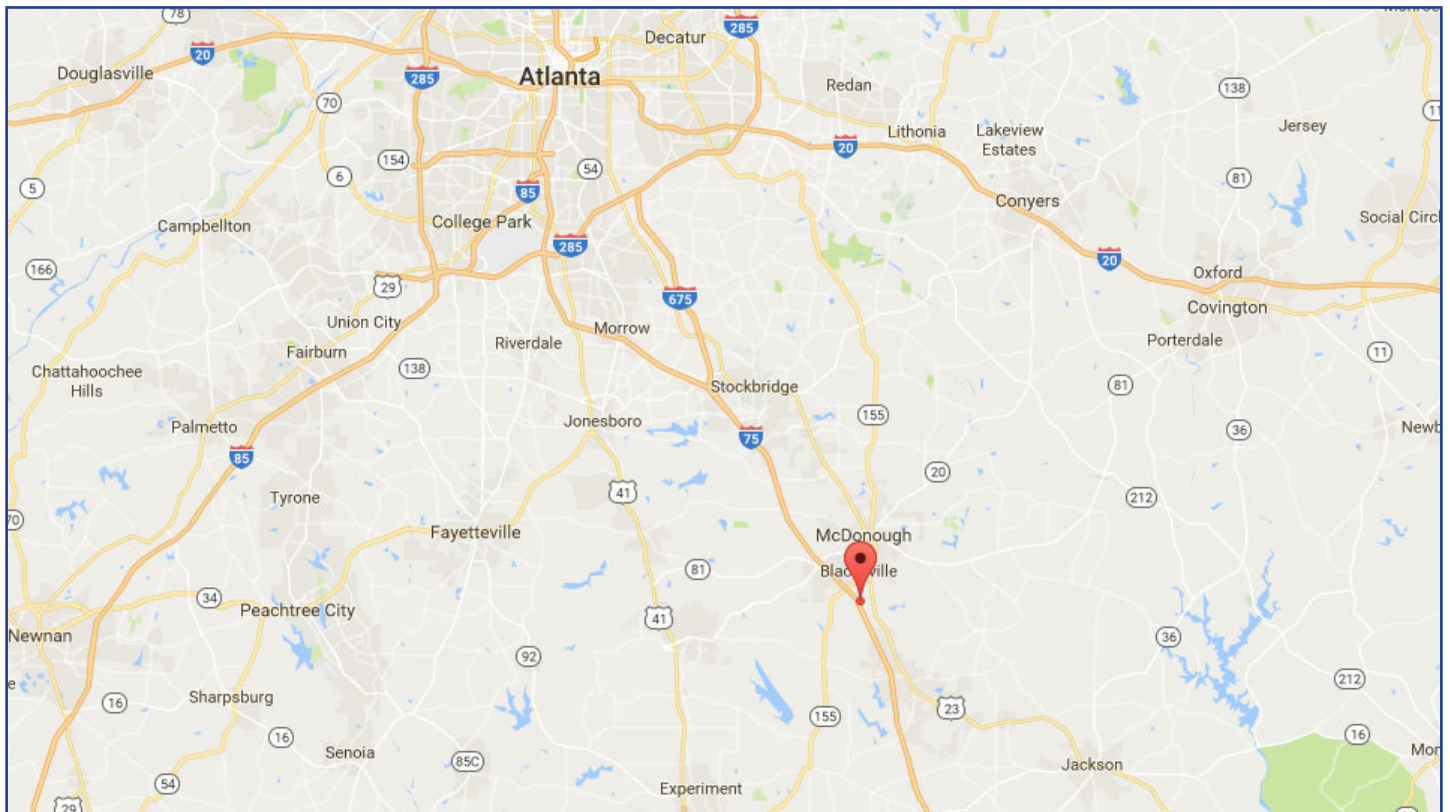 78
285
Decatur
20
Douglasville
285
Atlanta
Redan
138
70
Jersey
Lithonia
Lakeview
Estates
20
154
54
6
85
5
81
Conyers
Campbellton
College Park
Social Circl
285
20
166
Oxford
29
675
Covington
Union City
Morrow
Riverdale
Porterdale
Fairburn
11
138
Chattahoochee
Hills
81
Stockbridge
155
Jonesboro
Palmetto
36
75
85
20
Tyrone
41
212
70
Fayetteville
McDonough
81
34
Peachtree City
41
Newnan
36
92
212
Sharpsburg
16
23
155
16
16
Senoia
85C
Jackson
54
Experiment
29